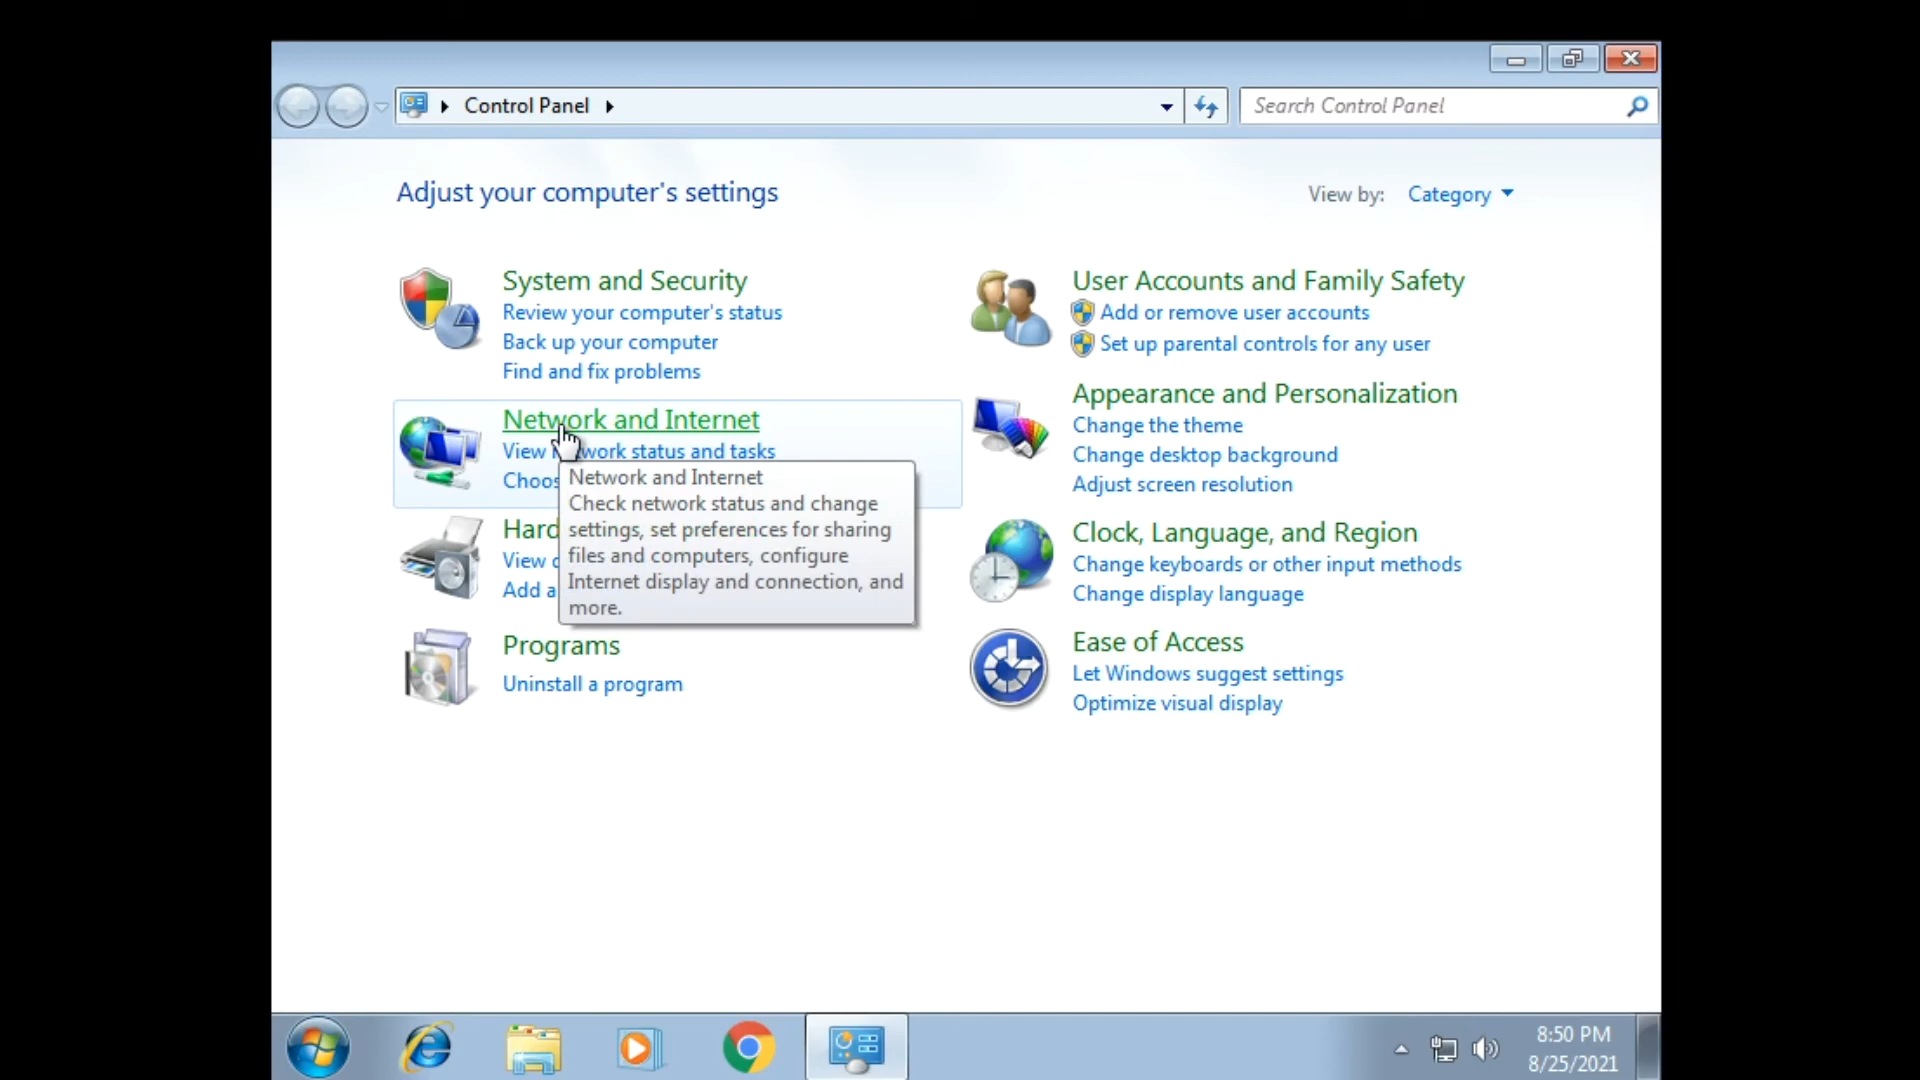 Control Panel
Search Control Panel
Adjust your computer's settings
View by: Category
System and Security
Review your computer's status
Back up your computer
Find and fix problems
Network and Internet
View network status and tasks
Choos
Network and Internet
Check network status and change
settings, set preferences for sharing
files and computers, configure
Internet display and connection, and
more.
Hard
View
Add a
Programs
Uninstall a program
User Accounts and Family Safety
Add or remove user accounts
Set up parental controls for any user
Appearance and Personalization
Change the theme
Change desktop background
Adjust screen resolution
Clock, Language, and Region
Change keyboards or other input methods
Change display language
Ease of Access
Let Windows suggest settings
Optimize visual display
8:50 PM
8/25/2021